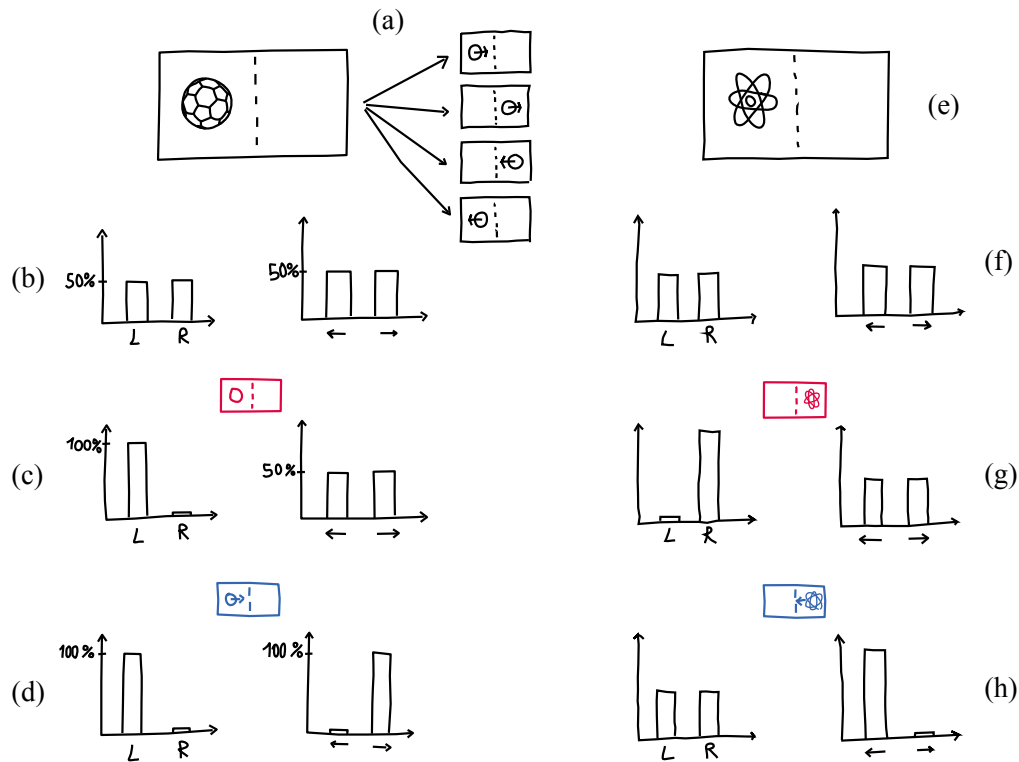 (a)
(e)
(b)
50%
L R
50%
← →
(f)
L R
← →
(c)
100%
L R
50%
← →
(g)
L R
← →
(d)
100%
L R
100%
← →
(h)
L R
← →